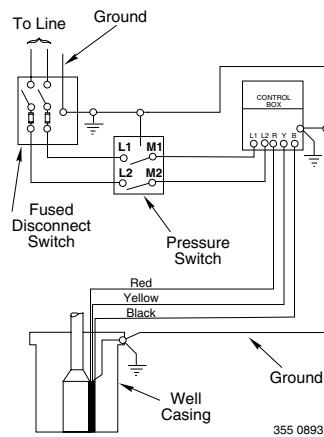 To Line
Ground
CONTROL
BOX
L1 L2 R Y B
L1 M1
L2 M2
Fused
Disconnect
Switch
Pressure
Switch
Red
Yellow
Black
Well
Casing
Ground
355 0893